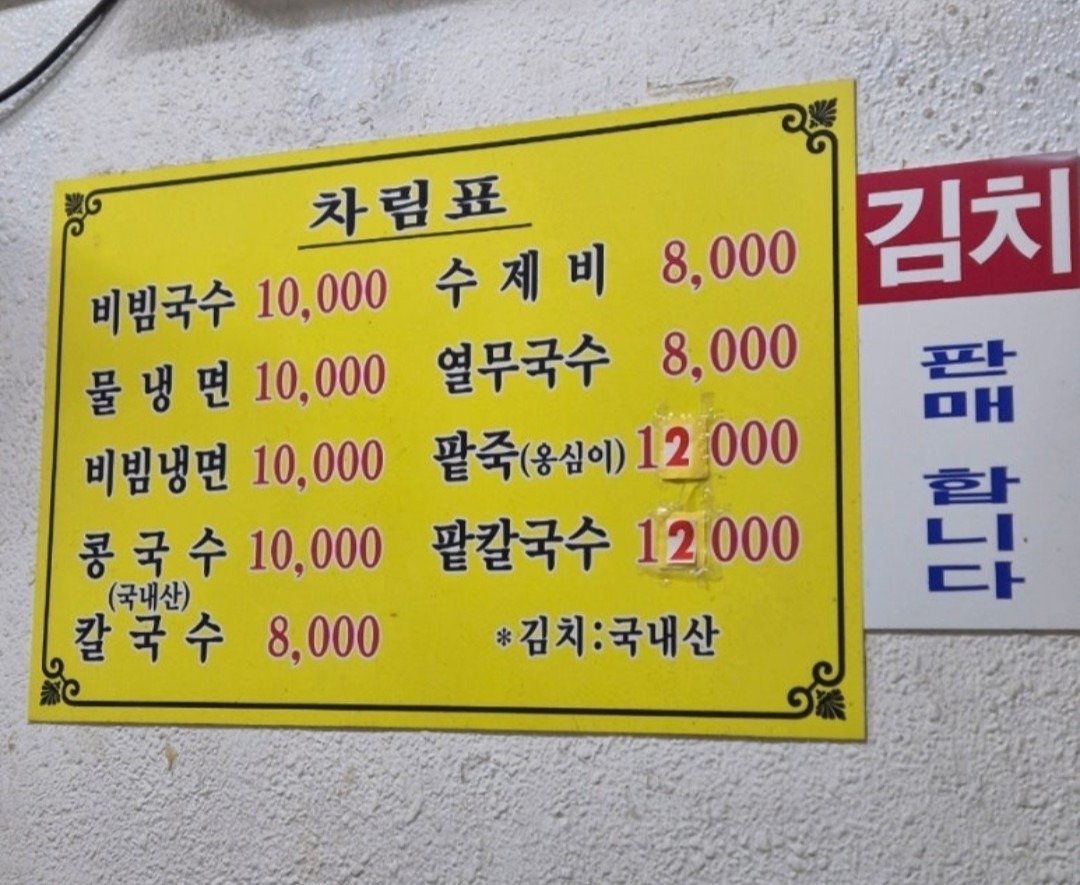 차림표
비빔국수 10,000
물냉면 10,000
비빔냉면 10,000
콩국수 10,000
(국내산)
칼국수 8,000
수제비 8,000
열무국수 8,000
팥죽(옹심이) 12,000
팥칼국수 12,000
*김치:국내산
김치
판매
합니다